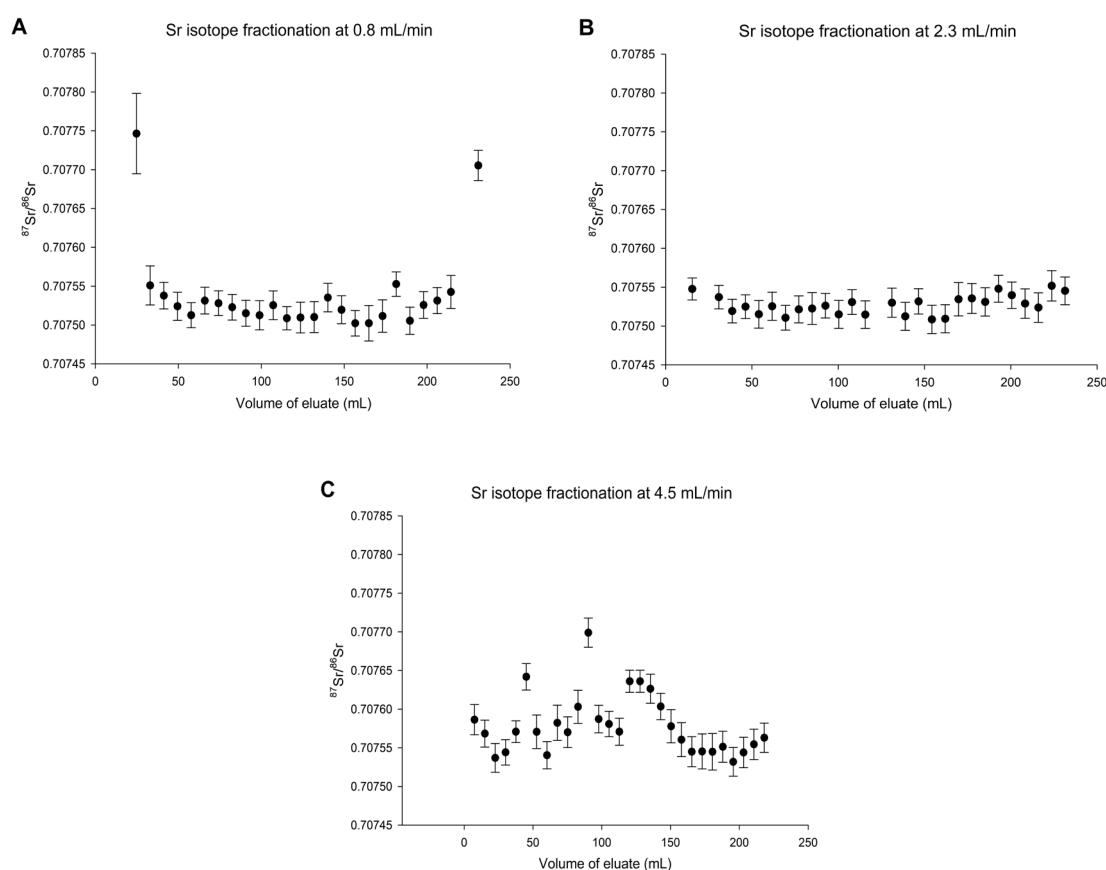 A
Sr isotope fractionation at 0.8 mL/min
0.70785
0.70780
0.70775
0.70770
0.70765
0.70760
0.70755
0.70750
0.70745
87Sr/86Sr
0 50 100 150 200 250
Volume of eluate (mL)
B
Sr isotope fractionation at 2.3 mL/min
0.70785
0.70780
0.70775
0.70770
0.70765
0.70760
0.70755
0.70750
0.70745
87Sr/86Sr
0 50 100 150 200 250
Volume of eluate (mL)
C
Sr isotope fractionation at 4.5 mL/min
0.70785
0.70780
0.70775
0.70770
0.70765
0.70760
0.70755
0.70750
0.70745
87Sr/86Sr
0 50 100 150 200 250
Volume of eluate (mL)